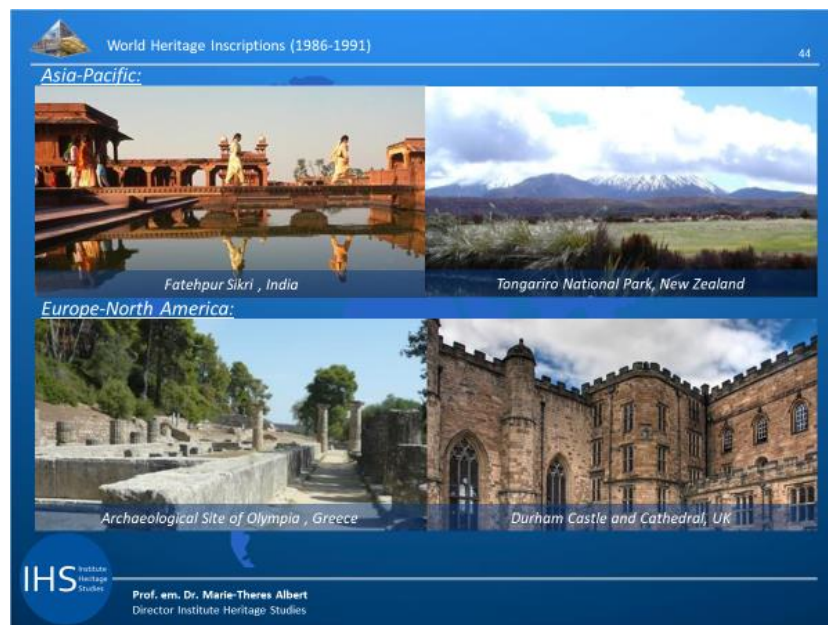 World Heritage Inscriptions (1986-1991)
44
Asia-Pacific:
Fatehpur Sikri , India
Tongariro National Park, New Zealand
Europe-North America:
Archaeological Site of Olympia , Greece
Durham Castle and Cathedral, UK
IHS Institute
Heritage
Studies
Prof. em. Dr. Marie-Theres Albert
Director Institute Heritage Studies